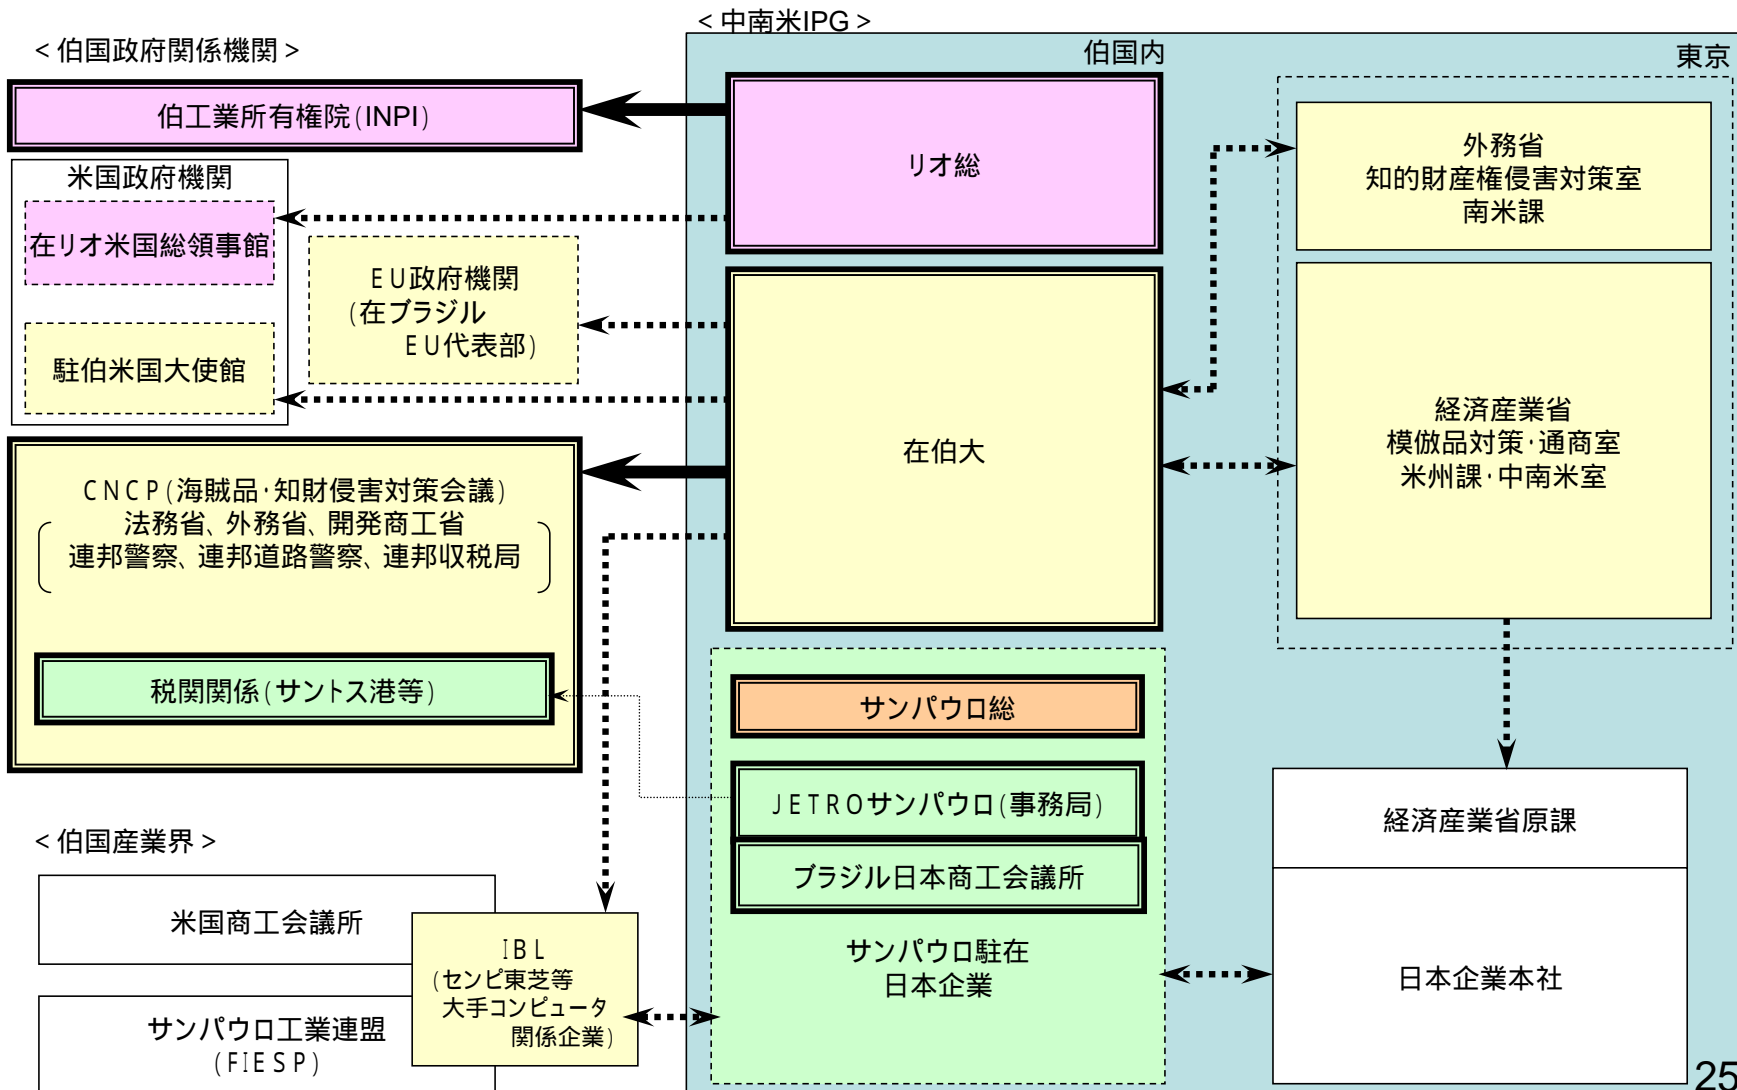 ＜中南米IPG＞
＜伯国政府関係機関＞
伯国内
東京
伯工業所有権院(INPI)
リオ総
外務省
知的財産権侵害対策室
南米課
米国政府機関
在リオ米国総領事館
駐伯米国大使館
EU政府機関
(在ブラジル
EU代表部)
在伯大
経済産業省
模倣品対策・通商室
米州課・中南米室
CNCP(海賊品・知財侵害対策会議)
法務省、外務省、開発商工省
連邦警察、連邦道路警察、連邦収税局
税関関係(サントス港等)
サンパウロ総
JETROサンパウロ(事務局)
ブラジル日本商工会議所
サンパウロ駐在
日本企業
経済産業省原課
日本企業本社
＜伯国産業界＞
米国商工会議所
IBL
(センピ東芝等
大手コンピュータ
関係企業)
サンパウロ工業連盟
(FIESP)
25